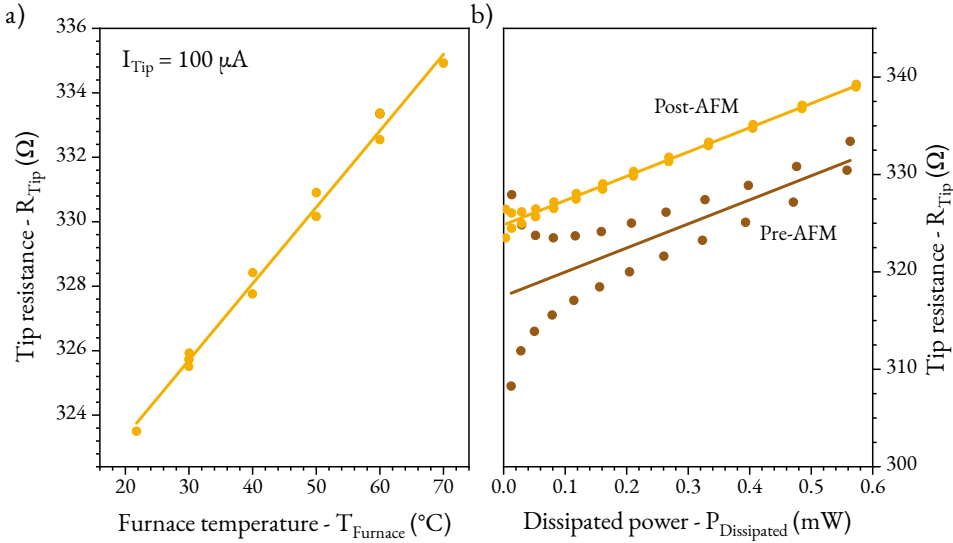 a)
I_Tip = 100 μA
336
334
332
330
328
326
324
Tip resistance - R_Tip (Ω)
20 30 40 50 60 70
Furnace temperature - T_Furnace (°C)
b)
Post-AFM
Pre-AFM
340
330
320
310
300
Tip resistance - R_Tip (Ω)
0.0 0.1 0.2 0.3 0.4 0.5 0.6
Dissipated power - P_Dissipated (mW)